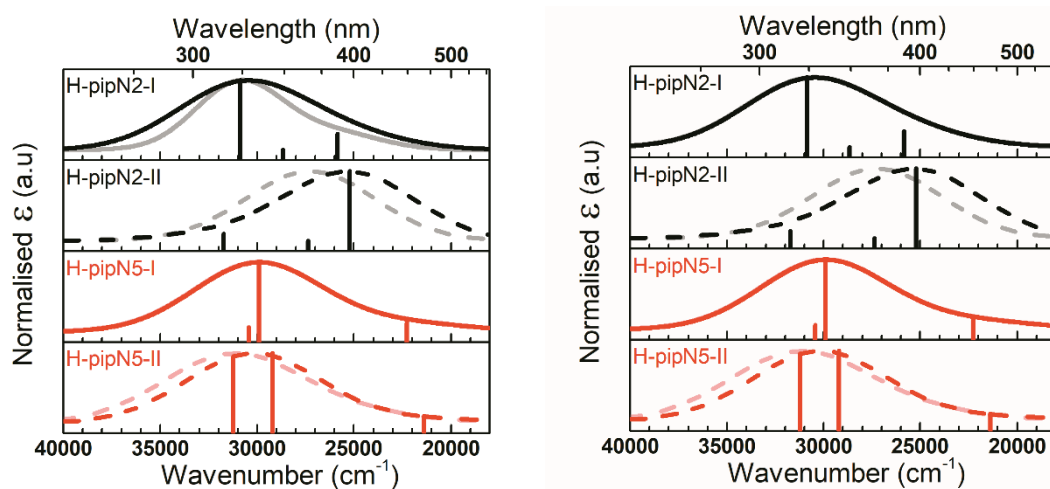 Wavelength (nm)
300 400 500
H-pipN2-I
H-pipN2-II
H-pipN5-I
H-pipN5-II
Normalised ε (a.u)
40000 35000 30000 25000 20000
Wavenumber (cm⁻¹)
Wavelength (nm)
300 400 500
H-pipN2-I
H-pipN2-II
H-pipN5-I
H-pipN5-II
Normalised ε (a.u)
40000 35000 30000 25000 20000
Wavenumber (cm⁻¹)